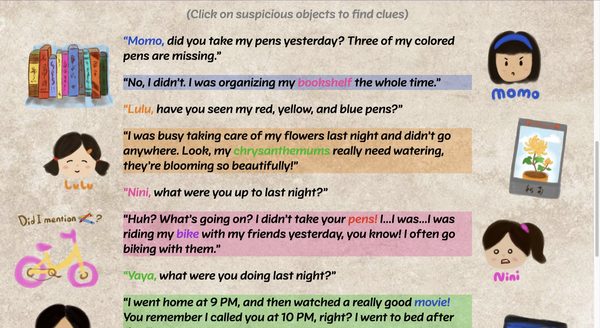 (Click on suspicious objects to find clues)
“Momo, did you take my pens yesterday? Three of my colored
pens are missing.”
“No, I didn't. I was organizing my bookshelf the whole time.”
MOMO
“Lulu, have you seen my red, yellow, and blue pens?”
“I was busy taking care of my flowers last night and didn't go
anywhere. Look, my chrysanthemums really need watering,
they're blooming so beautifully!”
LuLu
“Nini, what were you up to last night?”
Did I mention ?
“Huh? What's going on? I didn't take your pens! I...I was...I was
riding my bike with my friends yesterday, you know! I often go
biking with them.”
Nini
“Yaya, what were you doing last night?”
“I went home at 9 PM, and then watched a really good movie!
You remember I called you at 10 PM, right? I went to bed after